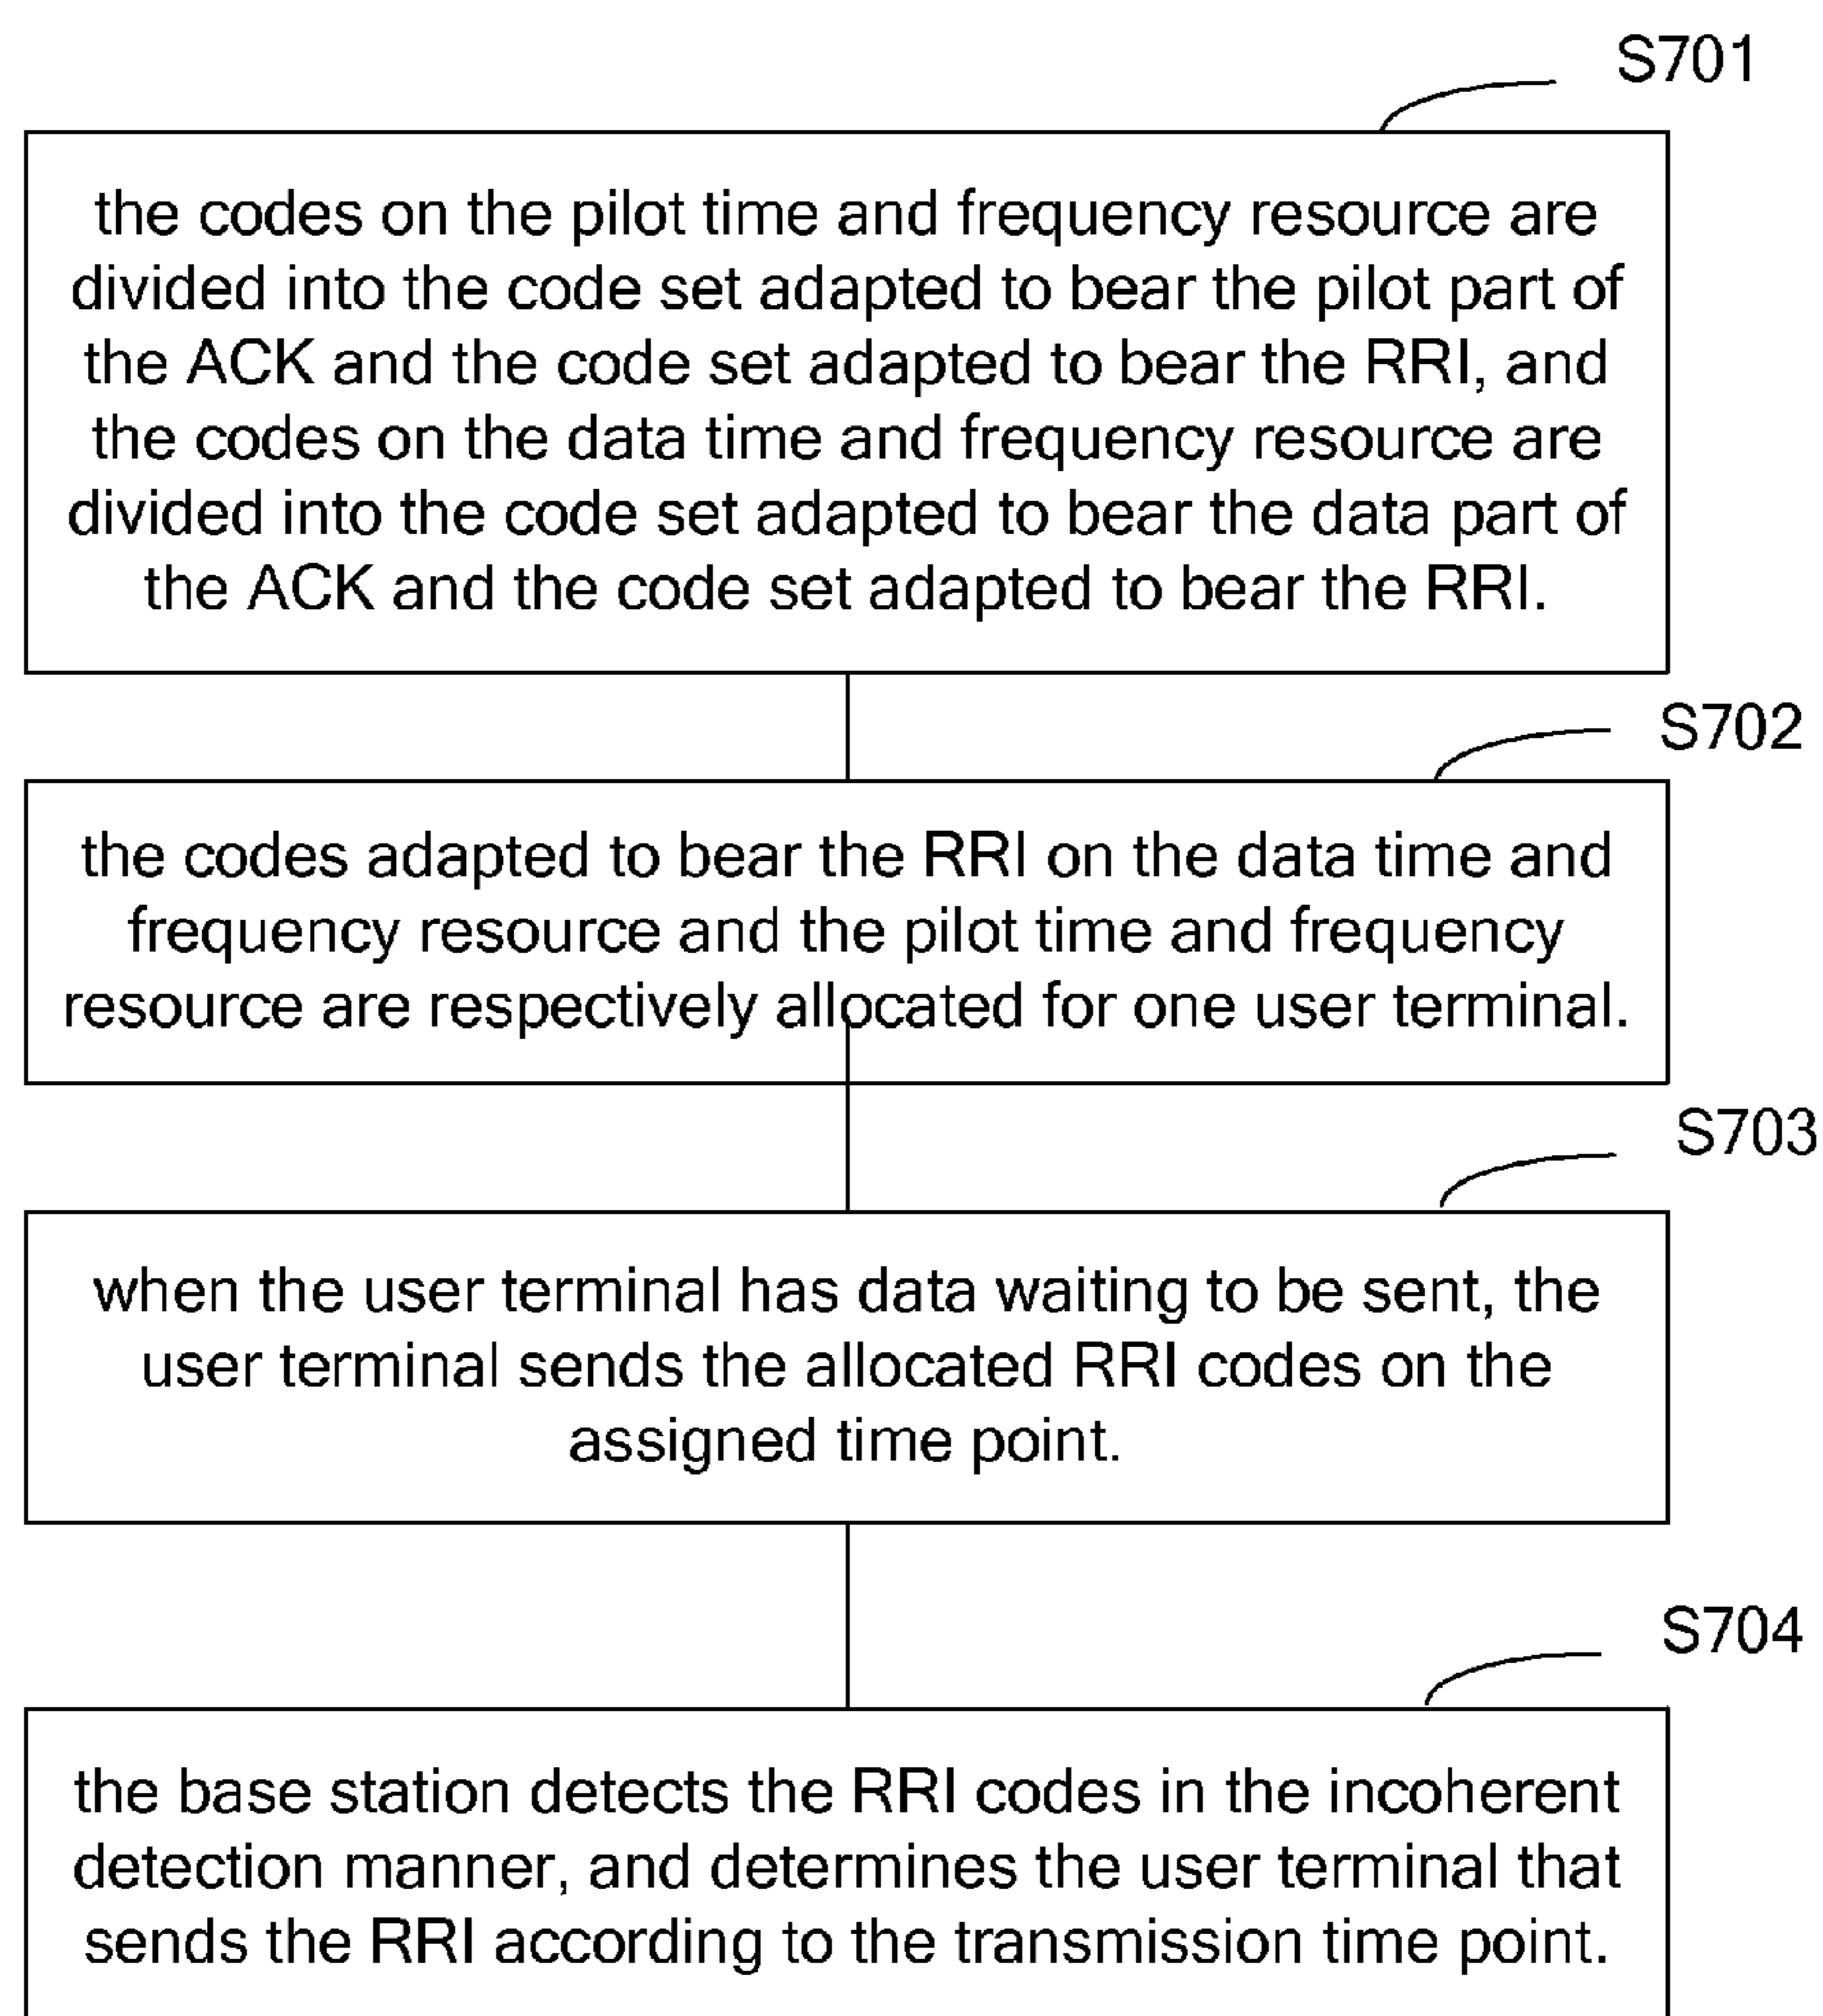 S701
the codes on the pilot time and frequency resource are
divided into the code set adapted to bear the pilot part of
the ACK and the code set adapted to bear the RRI, and
the codes on the data time and frequency resource are
divided into the code set adapted to bear the data part of
the ACK and the code set adapted to bear the RRI.
S702
the codes adapted to bear the RRI on the data time and
frequency resource and the pilot time and frequency
resource are respectively allocated for one user terminal.
S703
when the user terminal has data waiting to be sent, the
user terminal sends the allocated RRI codes on the
assigned time point.
S704
the base station detects the RRI codes in the incoherent
detection manner, and determines the user terminal that
sends the RRI according to the transmission time point.